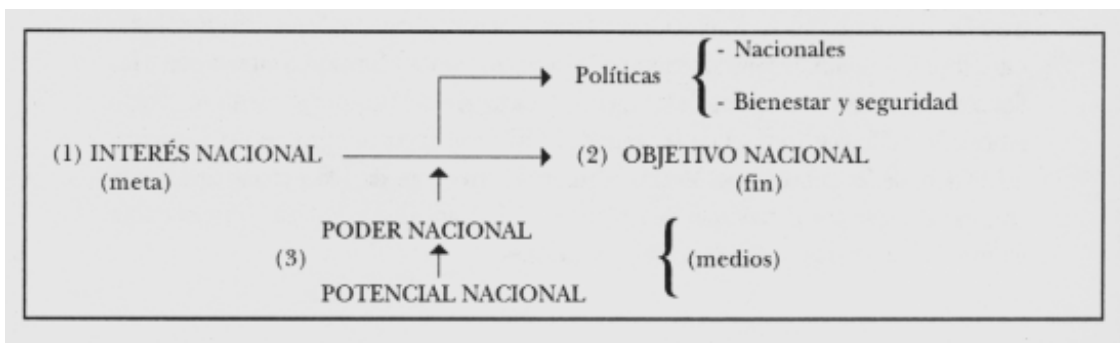 - Nacionales
Políticas
- Bienestar y seguridad
(1) INTERÉS NACIONAL
(meta)
(2) OBJETIVO NACIONAL
(fin)
PODER NACIONAL
(3)
(medios)
POTENCIAL NACIONAL